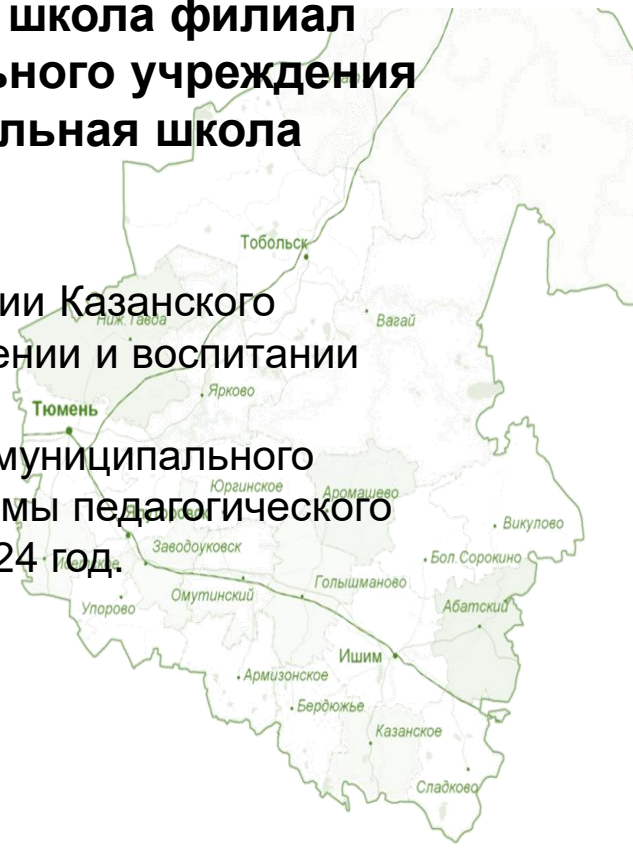 школа филиал
ьного учреждения
льная школа
Тобольск
ии Казанского
Ниж.Тавда
Вагай
ении и воспитании
Ярково
Тюмень
муниципального
Юргинское
Аромашево
мы педагогического
Викулово
Заводоуковск
24 год.
Бол.Сорокино
Голышманово
Омутинский
Упорово
Абатский
Ишим
Армизонское
Бердюжье
Казанское
Сладково